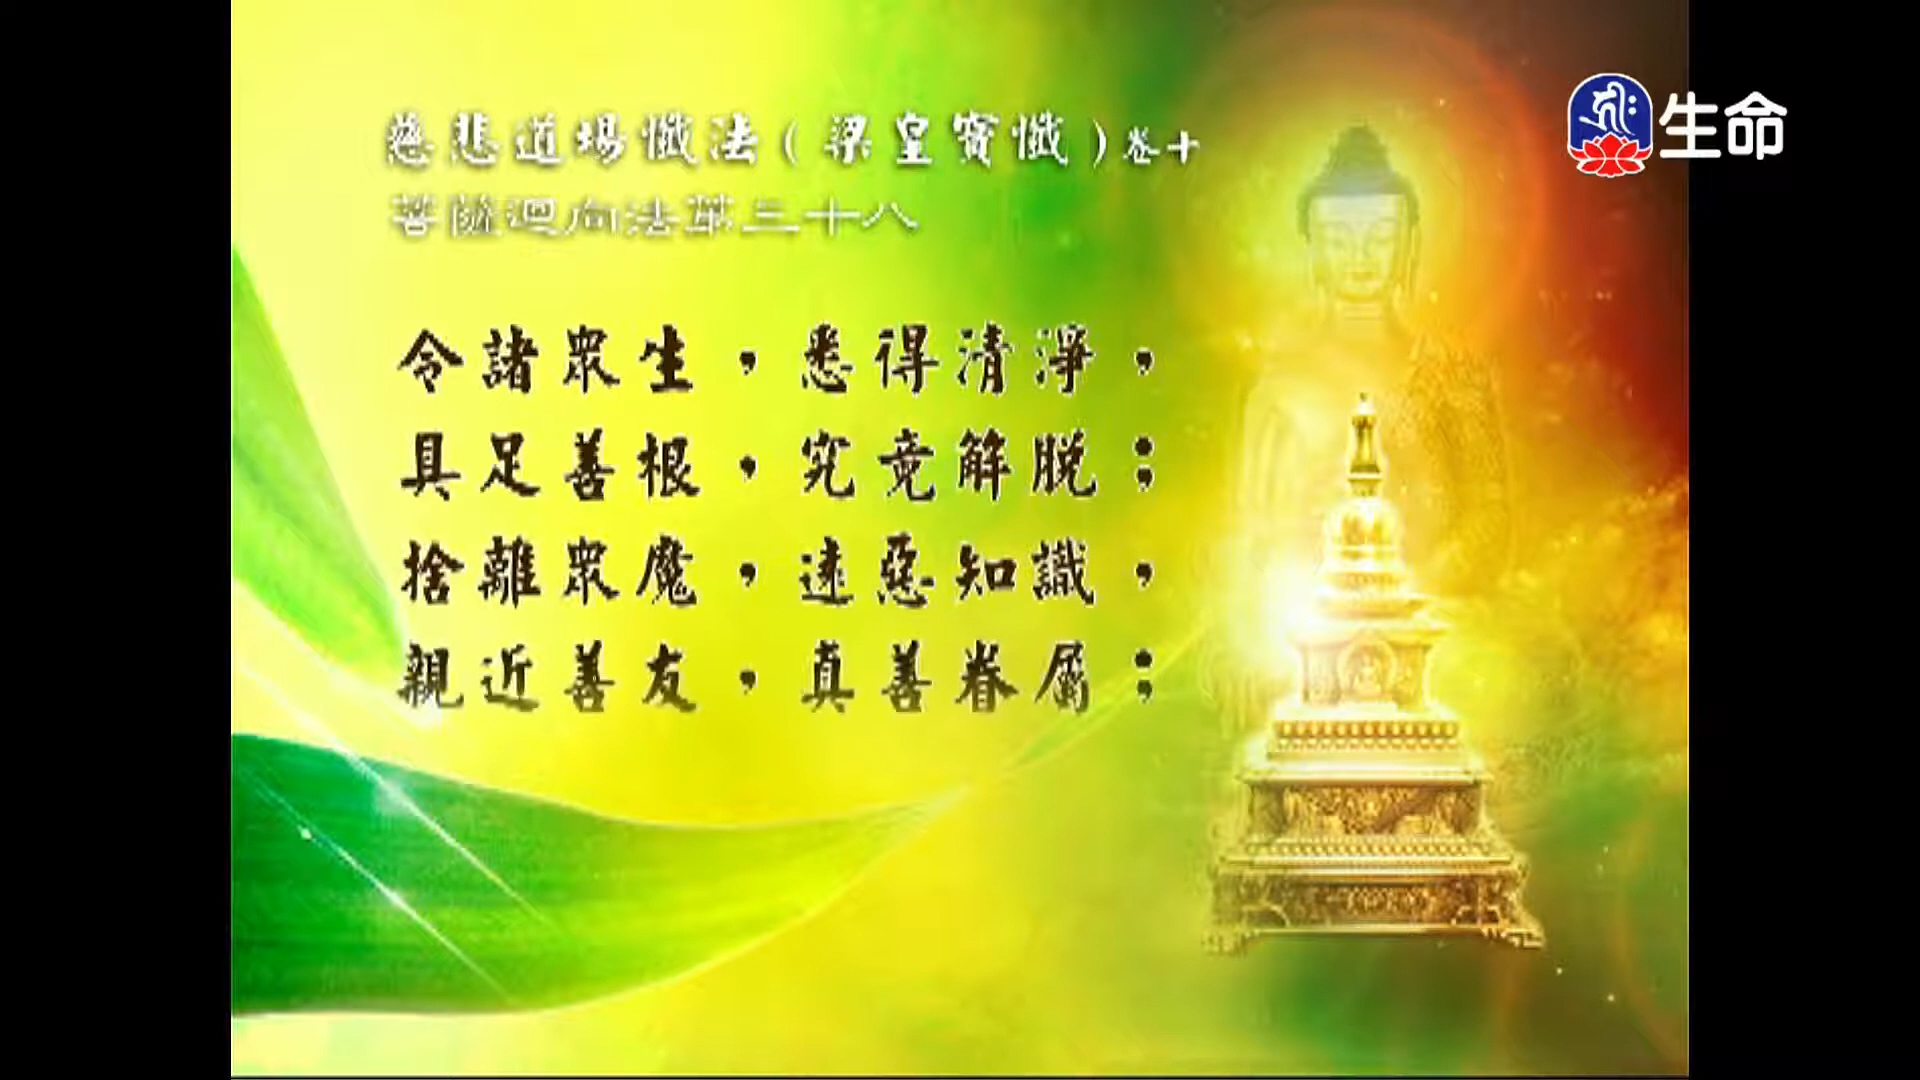 慈悲道場懺法(梁皇寶懺)卷十
菩薩迴向法第三十八
令諸眾生，悉得清淨，
具足善根，究竟解脫；
捨離眾魔，遠惡知識，
親近善友，真善眷屬；
生命